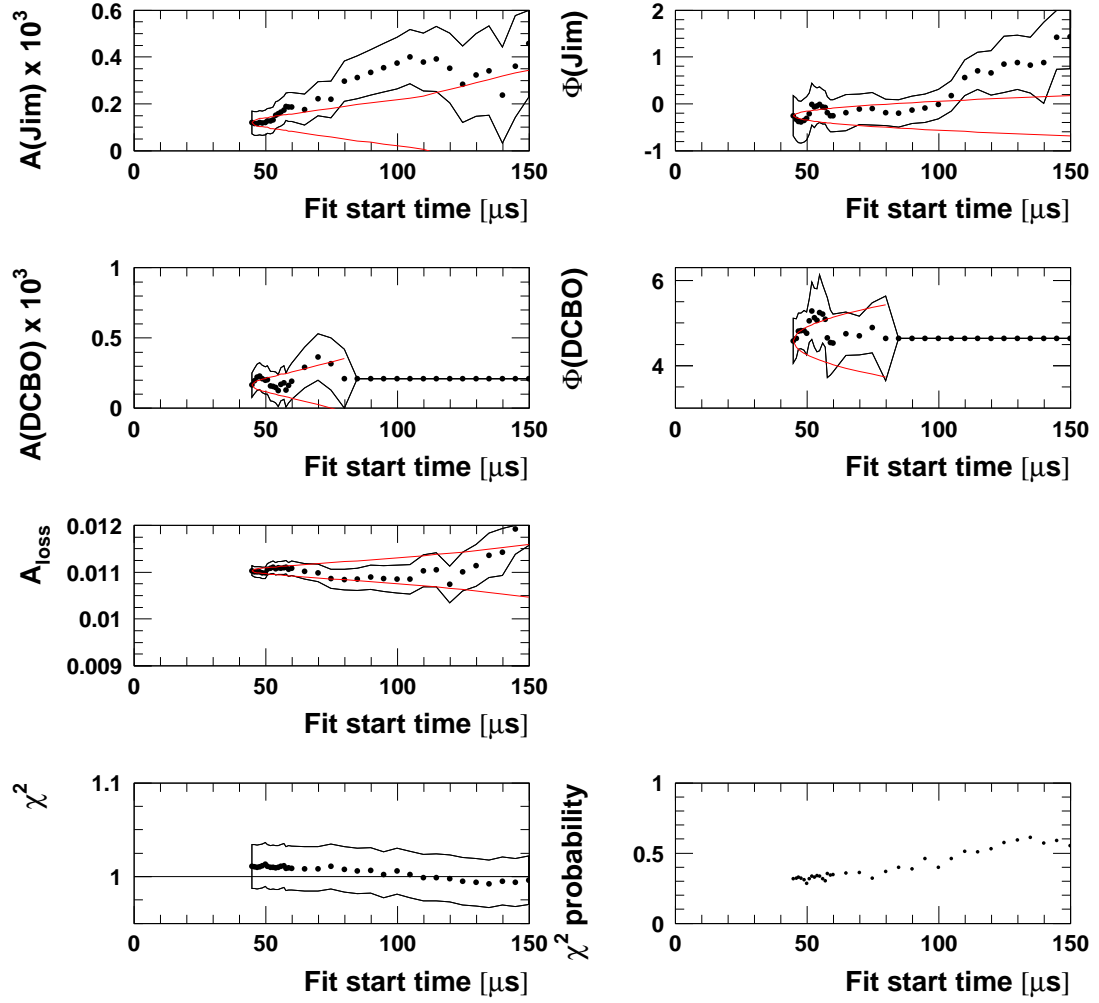 A(Jim) x 10³
0.6
0.4
0.2
0
0 50 100 150
Fit start time [μs]
Φ(Jim)
2
1
0
-1
0 50 100 150
Fit start time [μs]
A(DCBO) x 10³
1
0.5
0
0 50 100 150
Fit start time [μs]
Φ(DCBO)
6
4
0 50 100 150
Fit start time [μs]
A_loss
0.012
0.011
0.01
0.009
0 50 100 150
Fit start time [μs]
χ²
1.1
1
0 50 100 150
Fit start time [μs]
χ² probability
1
0.5
0
0 50 100 150
Fit start time [μs]